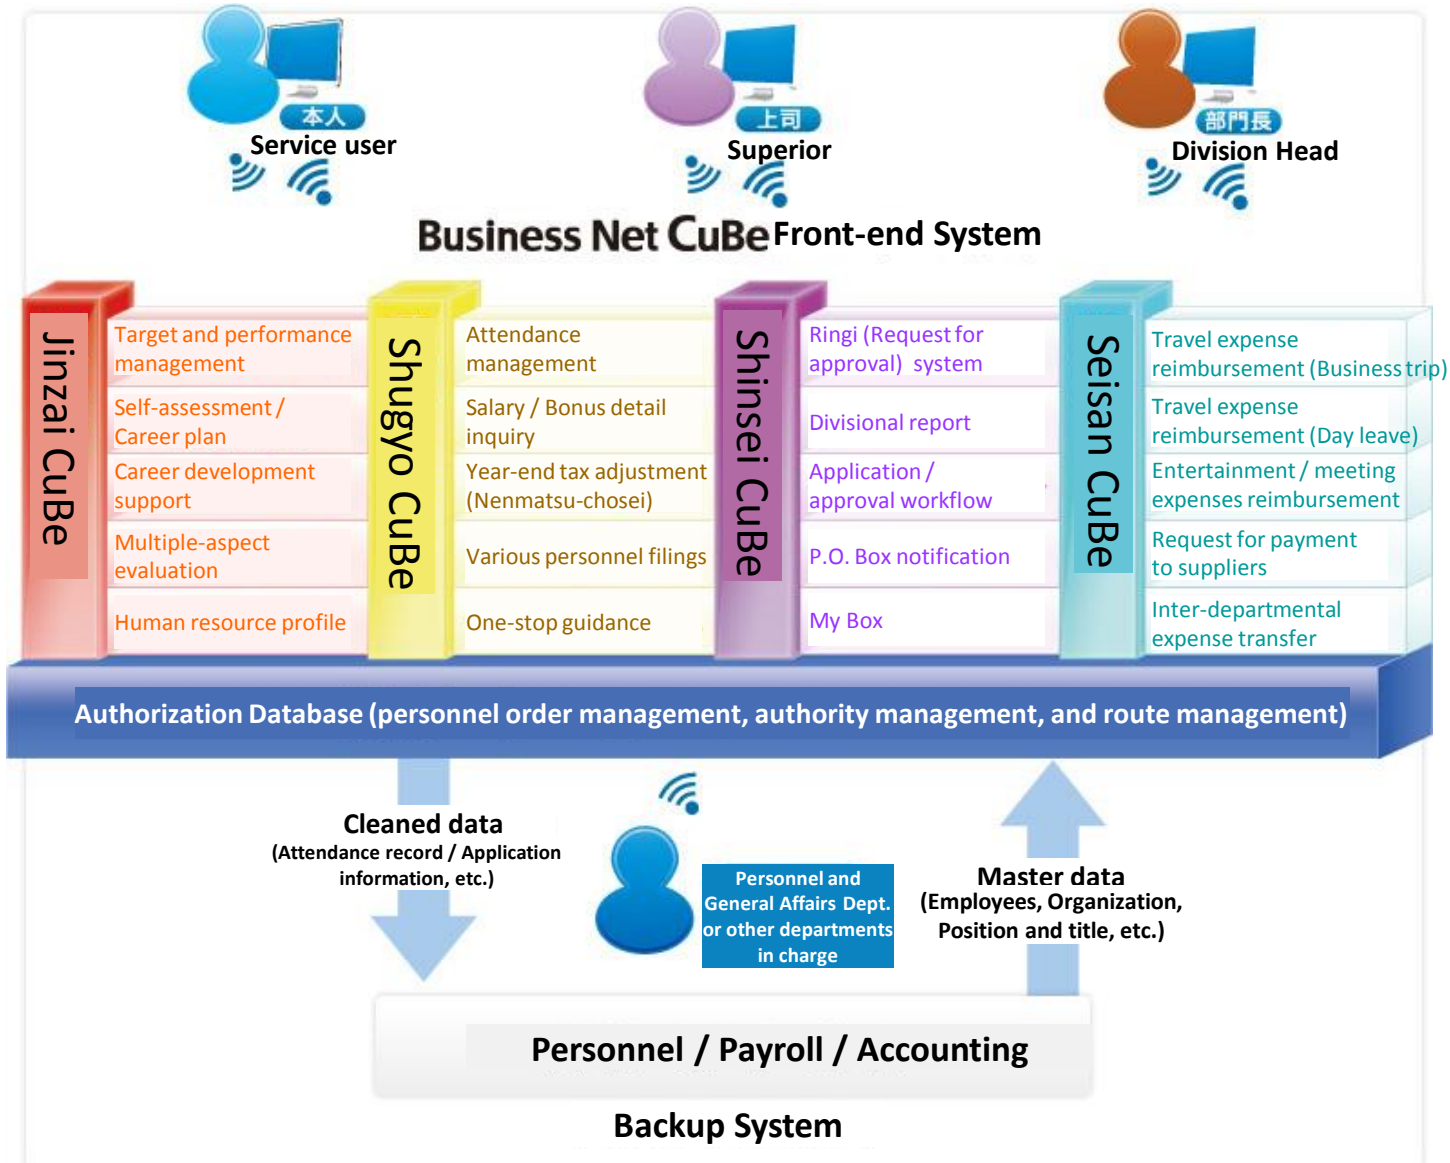 本人
Service user
上司
Superior
部門長
Division Head
Business Net CuBe Front-end System
Jinzai CuBe
Target and performance
management
Self-assessment /
Career plan
Career development
support
Multiple-aspect
evaluation
Human resource profile
Shugyo CuBe
Attendance
management
Salary / Bonus detail
inquiry
Year-end tax adjustment
(Nenmatsu-chosei)
Various personnel filings
One-stop guidance
Shinsei CuBe
Ringi (Request for
approval) system
Divisional report
Application /
approval workflow
P.O. Box notification
My Box
Seisan CuBe
Travel expense
reimbursement (Business trip)
Travel expense
reimbursement (Day leave)
Entertainment / meeting
expenses reimbursement
Request for payment
to suppliers
Inter-departmental
expense transfer
Authorization Database (personnel order management, authority management, and route management)
Cleaned data
(Attendance record / Application
information, etc.)
Personnel and
General Affairs Dept.
or other departments
in charge
Master data
(Employees, Organization,
Position and title, etc.)
Personnel / Payroll / Accounting
Backup System